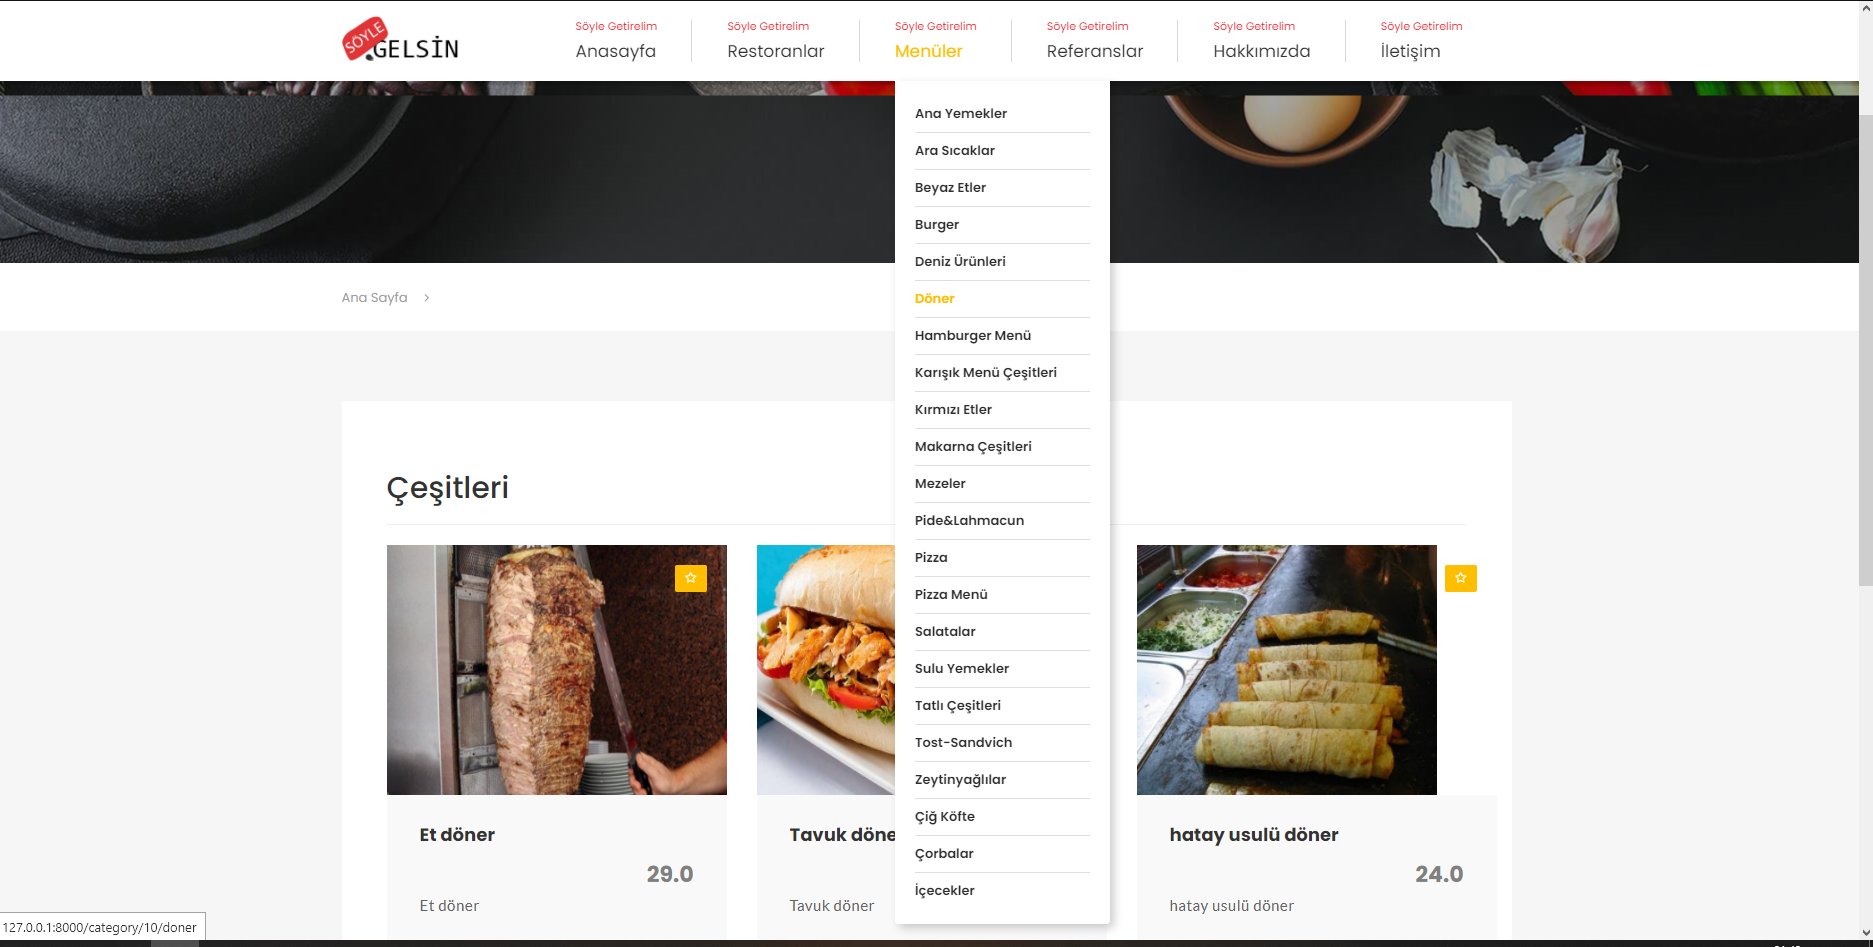 SÖYLE
GELSİN
Söyle Getirelim
Anasayfa
Söyle Getirelim
Restoranlar
Söyle Getirelim
Menüler
Söyle Getirelim
Referanslar
Söyle Getirelim
Hakkımızda
Söyle Getirelim
İletişim
Ana Yemekler
Ara Sıcaklar
Beyaz Etler
Burger
Deniz Ürünleri
Döner
Hamburger Menü
Karışık Menü Çeşitleri
Kırmızı Etler
Makarna Çeşitleri
Mezeler
Pide&Lahmacun
Pizza
Pizza Menü
Salatalar
Sulu Yemekler
Tatlı Çeşitleri
Tost-Sandvich
Zeytinyağlılar
Çiğ Köfte
Çorbalar
İçecekler
Ana Sayfa >
Çeşitleri
Et döner
29.0
Et döner
Tavuk döne
Tavuk döner
hatay usulü döner
24.0
hatay usulü döner
127.0.0.1:8000/category/10/doner